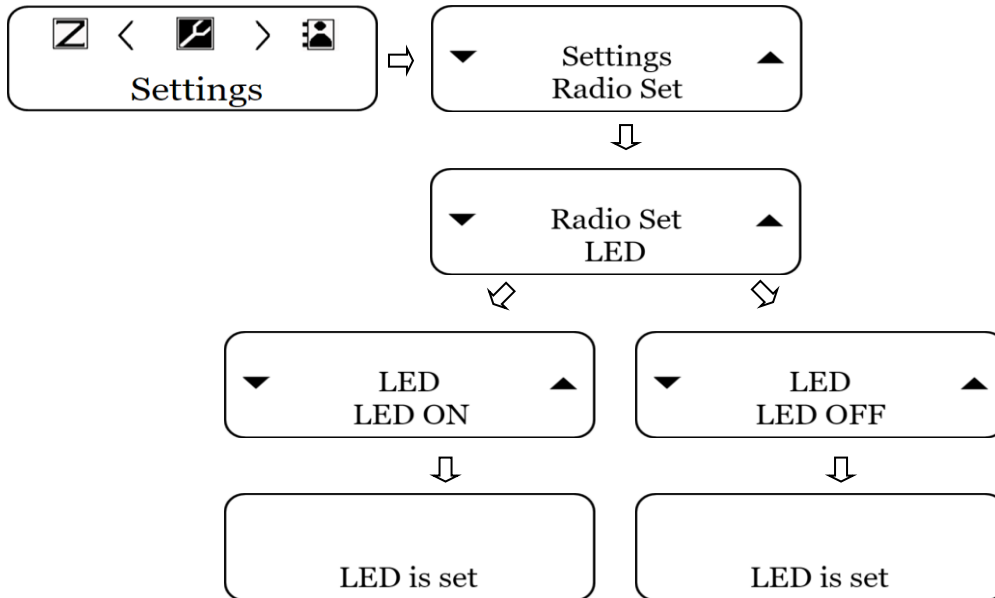 Settings
Settings
Radio Set
Radio Set
LED
LED
LED ON
LED
LED OFF
LED is set
LED is set